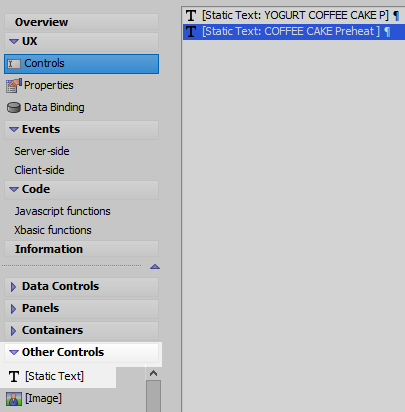 Overview
UX
Controls
Properties
Data Binding
Events
Server-side
Client-side
Code
Javascript functions
Xbasic functions
Information
Data Controls
Panels
Containers
Other Controls
T [Static Text]
[Image]
T [Static Text: YOGURT COFFEE CAKE P] ¶
T [Static Text: COFFEE CAKE Preheat ] ¶